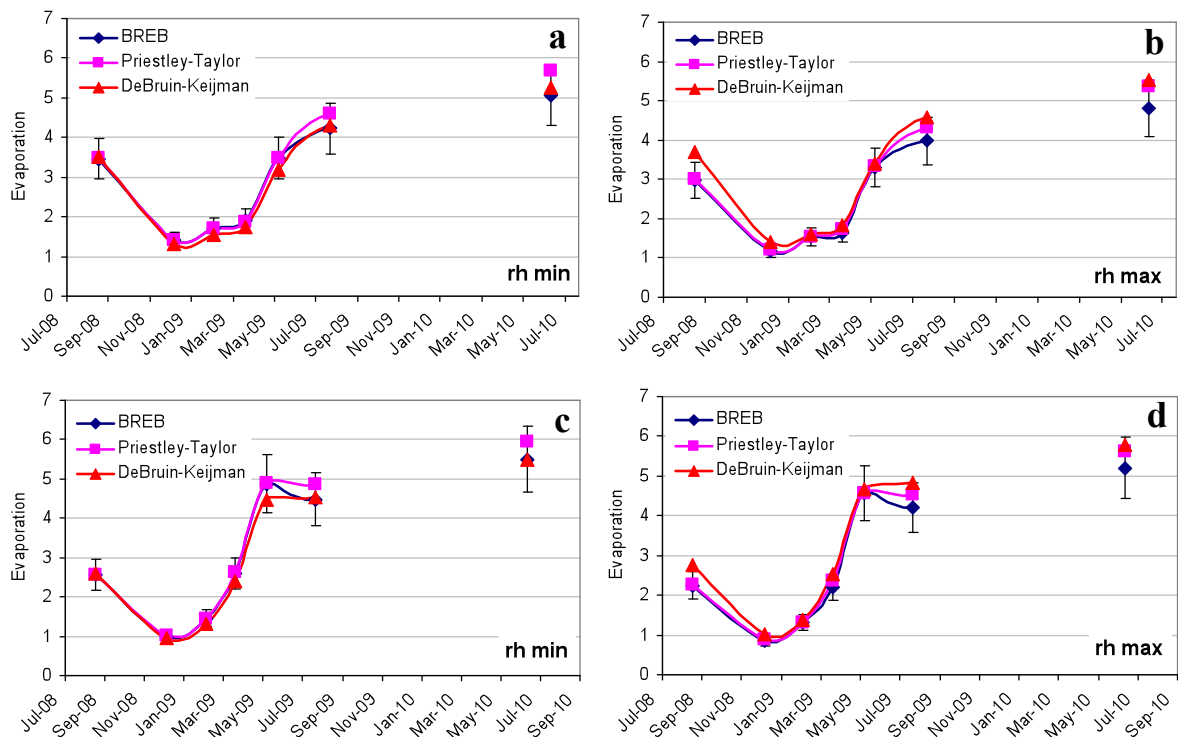 a
BREB
Priestley-Taylor
DeBruin-Keijman
rh min
Evaporation
7
6
5
4
3
2
1
0
Jul-08
Sep-08
Nov-08
Jan-09
Mar-09
May-09
Jul-09
Sep-09
Nov-09
Jan-10
Mar-10
May-10
Jul-10
b
BREB
Priestley-Taylor
DeBruin-Keijman
rh max
Evaporation
7
6
5
4
3
2
1
0
Jul-08
Sep-08
Nov-08
Jan-09
Mar-09
May-09
Jul-09
Sep-09
Nov-09
Jan-10
Mar-10
May-10
Jul-10
c
BREB
Priestley-Taylor
DeBruin-Keijman
rh min
Evaporation
7
6
5
4
3
2
1
0
Jul-08
Sep-08
Nov-08
Jan-09
Mar-09
May-09
Jul-09
Sep-09
Nov-09
Jan-10
Mar-10
May-10
Jul-10
Sep-10
d
BREB
Priestley-Taylor
DeBruin-Keijman
rh max
Evaporation
7
6
5
4
3
2
1
0
Jul-08
Sep-08
Nov-08
Jan-09
Mar-09
May-09
Jul-09
Sep-09
Nov-09
Jan-10
Mar-10
May-10
Jul-10
Sep-10